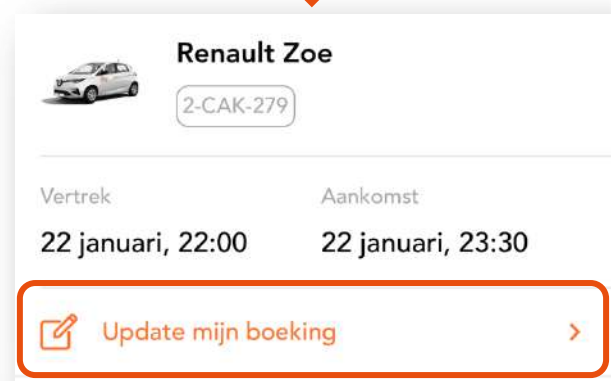 Renault Zoe
2-CAK-279
Vertrek Aankomst
22 januari, 22:00 22 januari, 23:30
Update mijn boeking